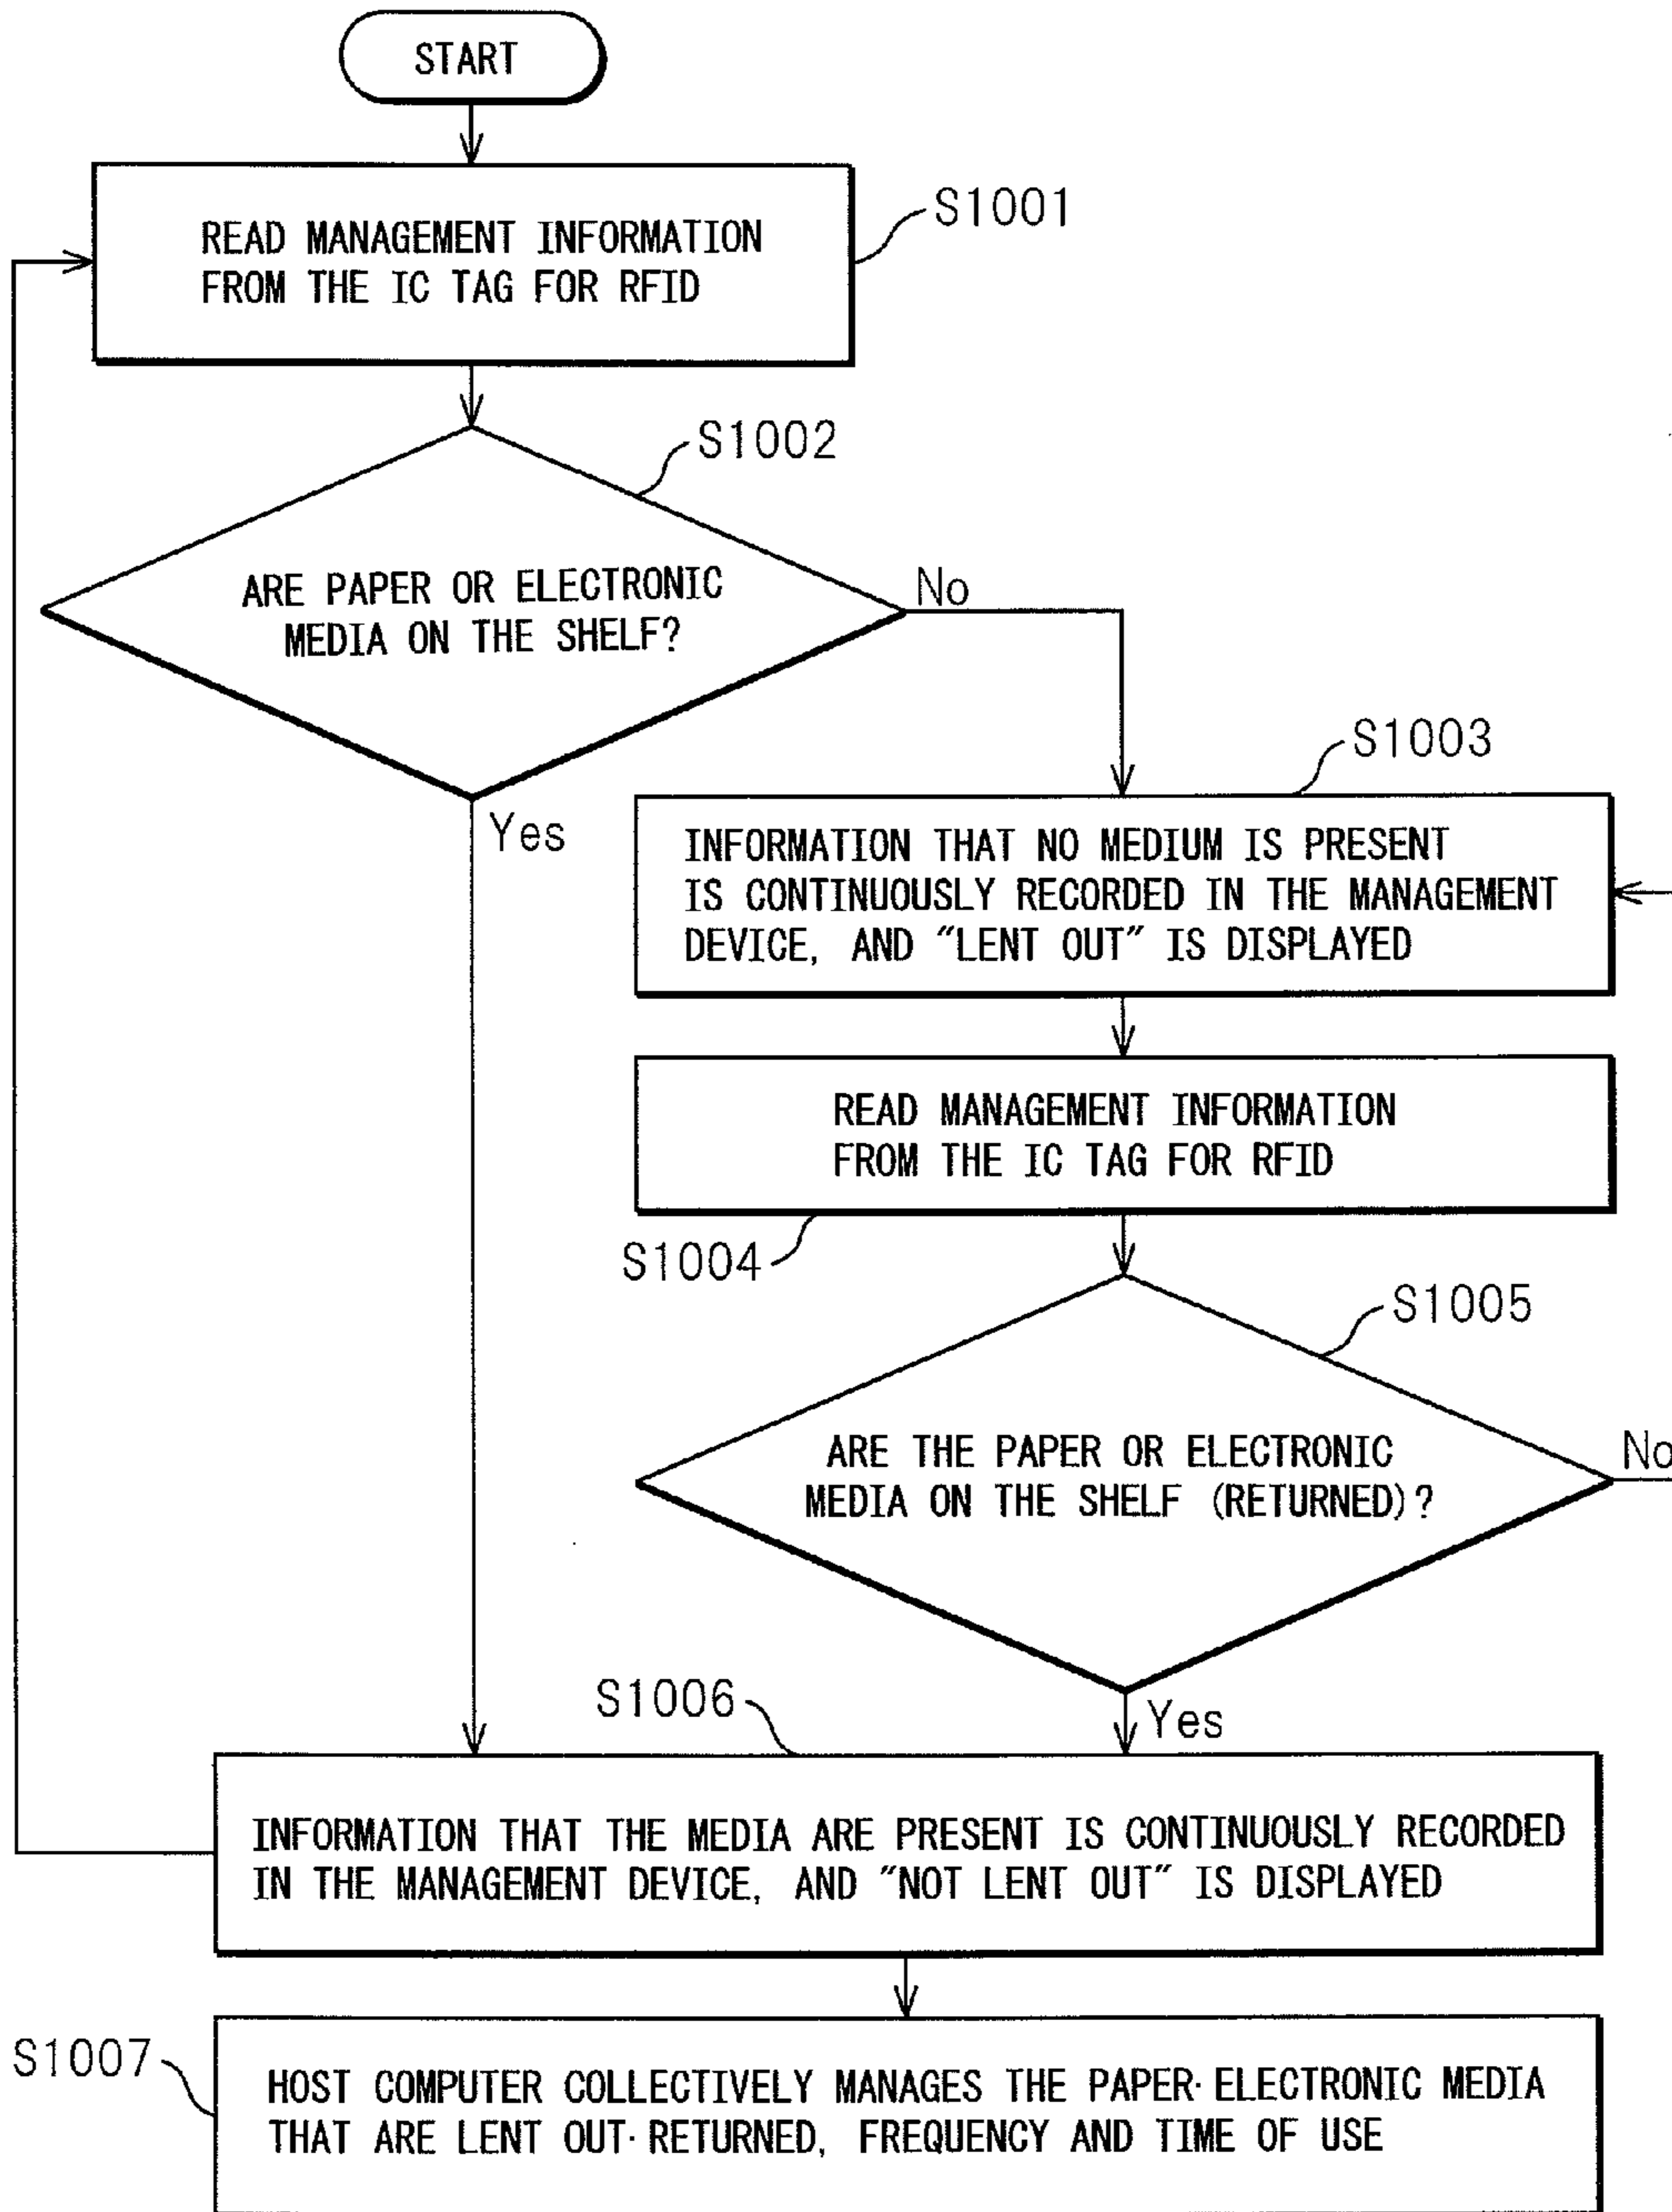 START
S1001
READ MANAGEMENT INFORMATION
FROM THE IC TAG FOR RFID
S1002
ARE PAPER OR ELECTRONIC
MEDIA ON THE SHELF?
No
Yes
S1003
INFORMATION THAT NO MEDIUM IS PRESENT
IS CONTINUOUSLY RECORDED IN THE MANAGEMENT
DEVICE, AND "LENT OUT" IS DISPLAYED
READ MANAGEMENT INFORMATION
FROM THE IC TAG FOR RFID
S1004
S1005
ARE THE PAPER OR ELECTRONIC
MEDIA ON THE SHELF (RETURNED)?
No
Yes
S1006
INFORMATION THAT THE MEDIA ARE PRESENT IS CONTINUOUSLY RECORDED
IN THE MANAGEMENT DEVICE, AND "NOT LENT OUT" IS DISPLAYED
S1007
HOST COMPUTER COLLECTIVELY MANAGES THE PAPER·ELECTRONIC MEDIA
THAT ARE LENT OUT·RETURNED, FREQUENCY AND TIME OF USE